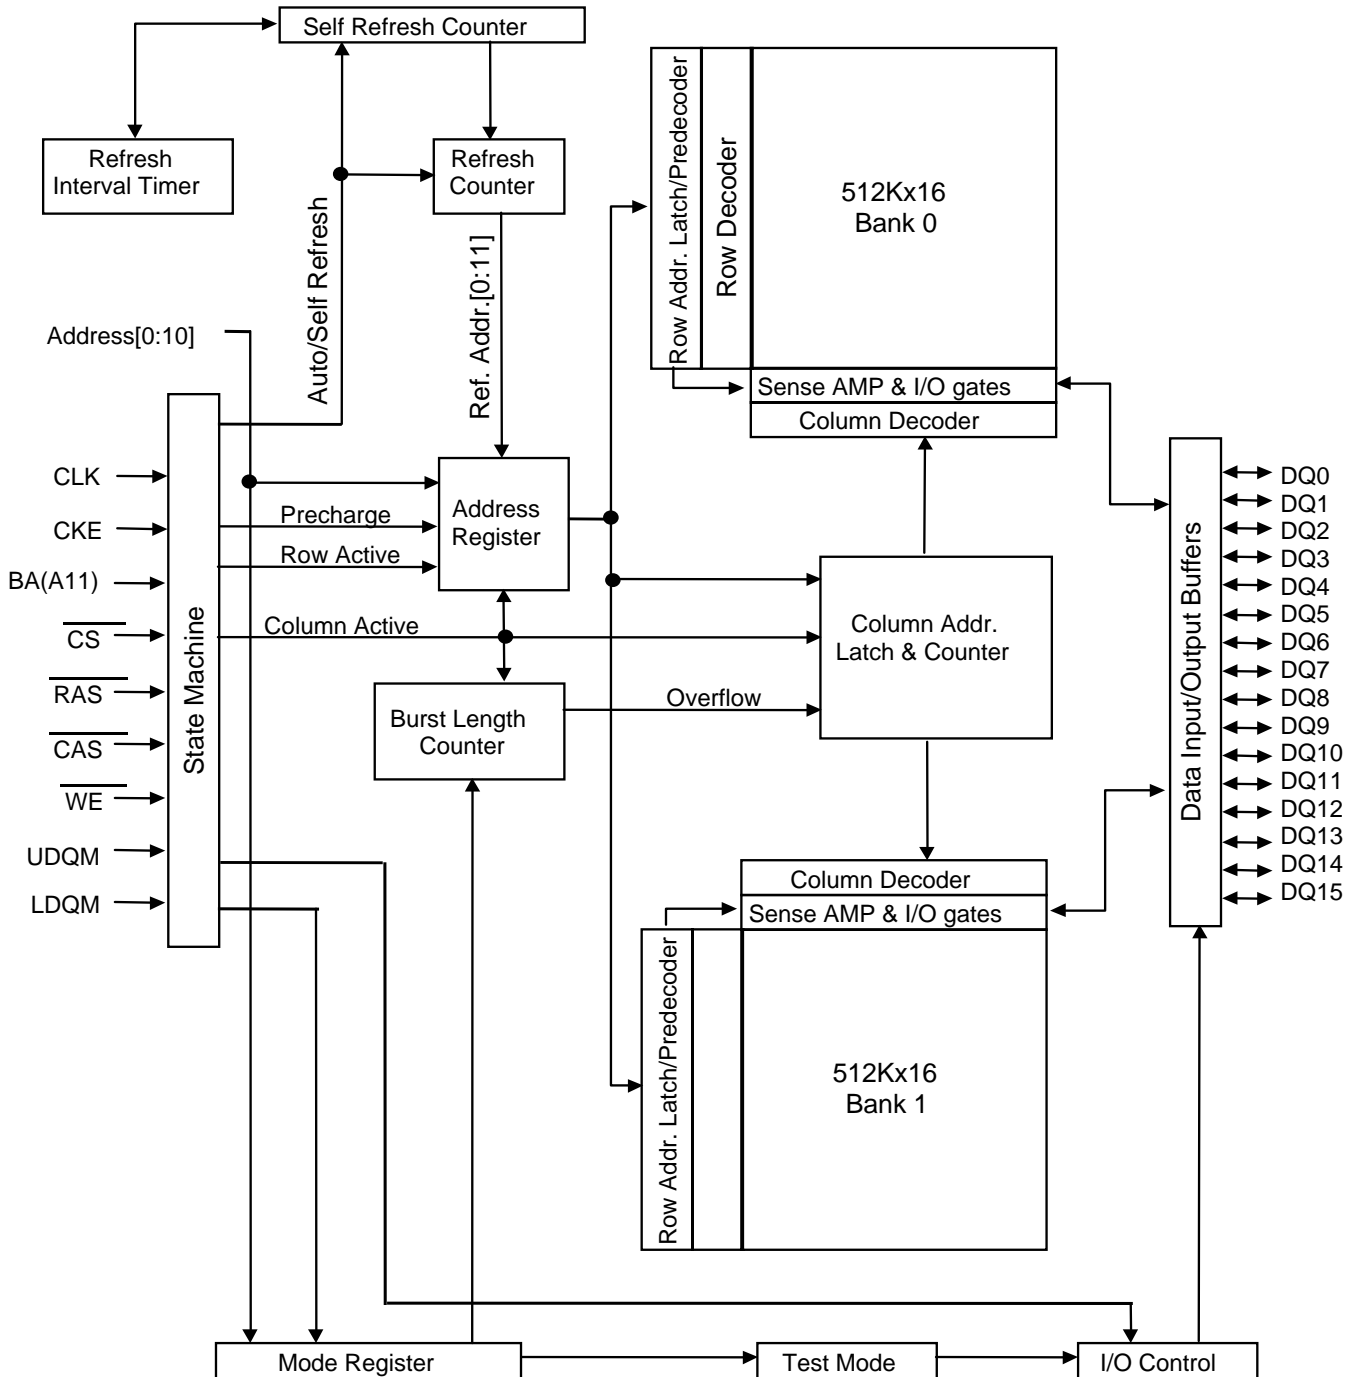 Self Refresh Counter
Refresh
Interval Timer
Refresh
Counter
Auto/Self Refresh
Ref. Addr.[0:11]
Row Addr. Latch/Predecoder
Row Decoder
512Kx16
Bank 0
Sense AMP & I/O gates
Column Decoder
Address[0:10]
CLK
CKE
BA(A11)
CS
RAS
CAS
WE
UDQM
LDQM
State Machine
Precharge
Row Active
Column Active
Address
Register
Burst Length
Counter
Overflow
Column Addr.
Latch & Counter
Data Input/Output Buffers
DQ0
DQ1
DQ2
DQ3
DQ4
DQ5
DQ6
DQ7
DQ8
DQ9
DQ10
DQ11
DQ12
DQ13
DQ14
DQ15
Column Decoder
Sense AMP & I/O gates
Row Addr. Latch/Predecoder
512Kx16
Bank 1
Mode Register
Test Mode
I/O Control